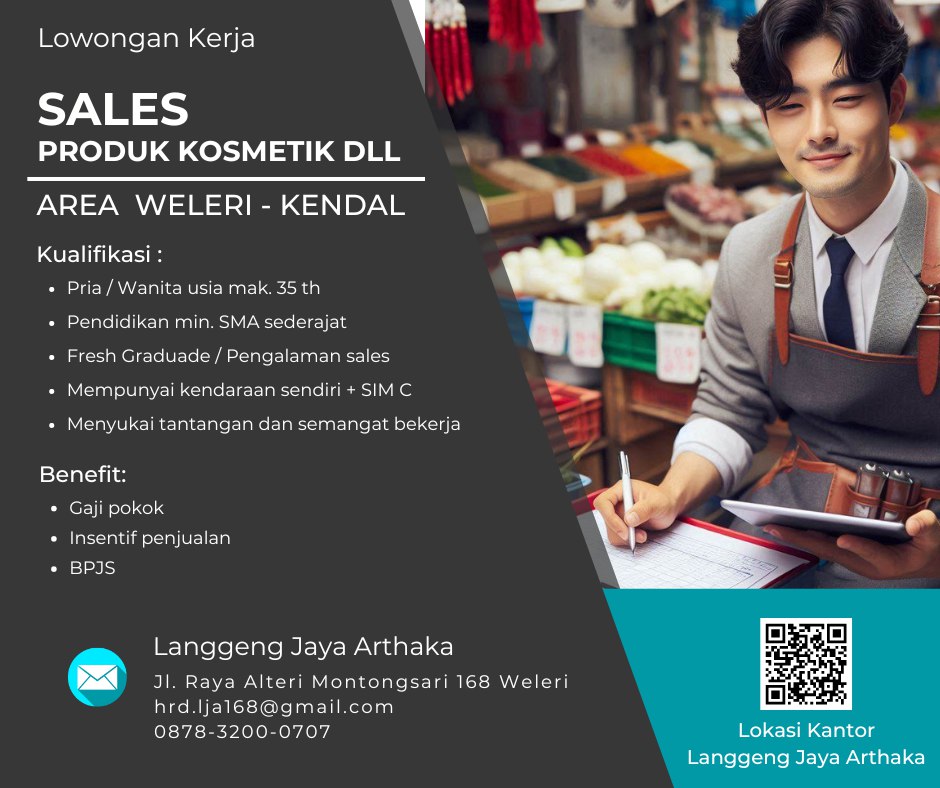 Lowongan Kerja
SALES
PRODUK KOSMETIK DLL
AREA WELERI - KENDAL
Kualifikasi :
• Pria / Wanita usia mak. 35 th
• Pendidikan min. SMA sederajat
• Fresh Graduade / Pengalaman sales
• Mempunyai kendaraan sendiri + SIM C
• Menyukai tantangan dan semangat bekerja
Benefit:
• Gaji pokok
• Insentif penjualan
• BPJS
Langgeng Jaya Arthaka
Jl. Raya Alteri Montongsari 168 Weleri
hrd.lja168@gmail.com
0878-3200-0707
Lokasi Kantor
Langgeng Jaya Arthaka